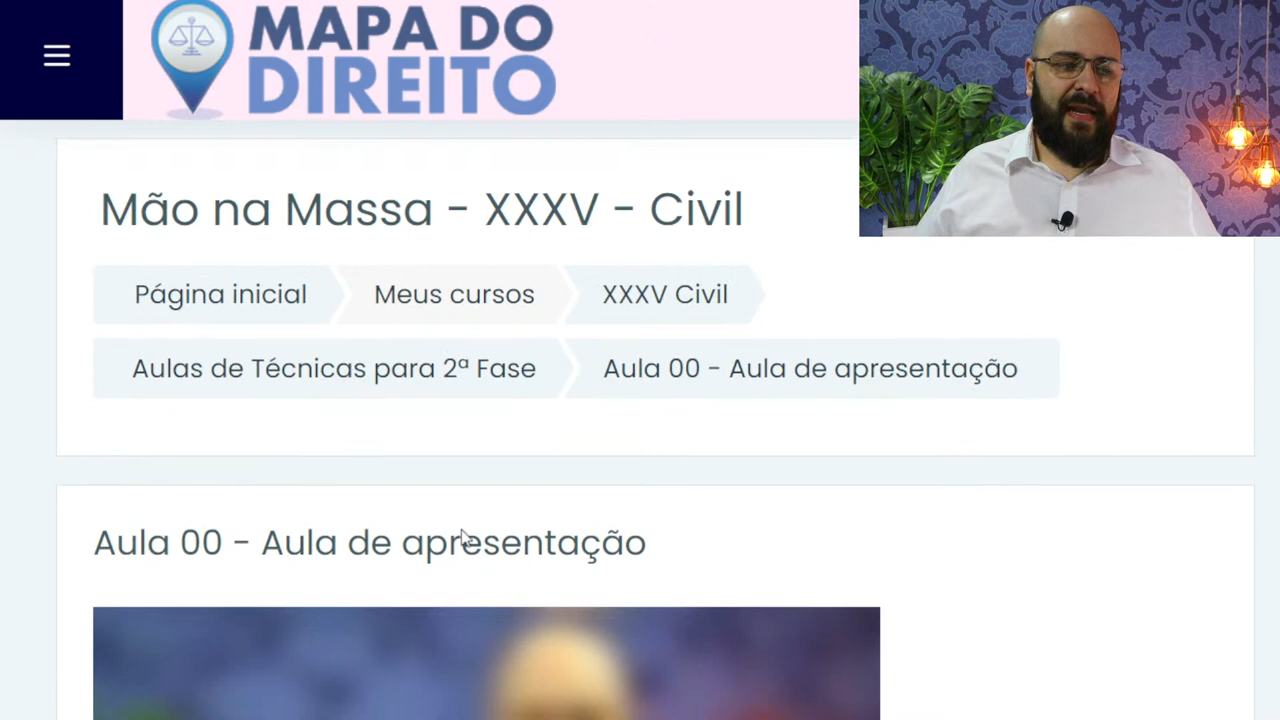 MAPA DO
DIREITO
Mão na Massa - XXXV - Civil
Página inicial
Meus cursos
XXXV Civil
Aulas de Técnicas para 2ª Fase
Aula 00 - Aula de apresentação
Aula 00 - Aula de apresentação